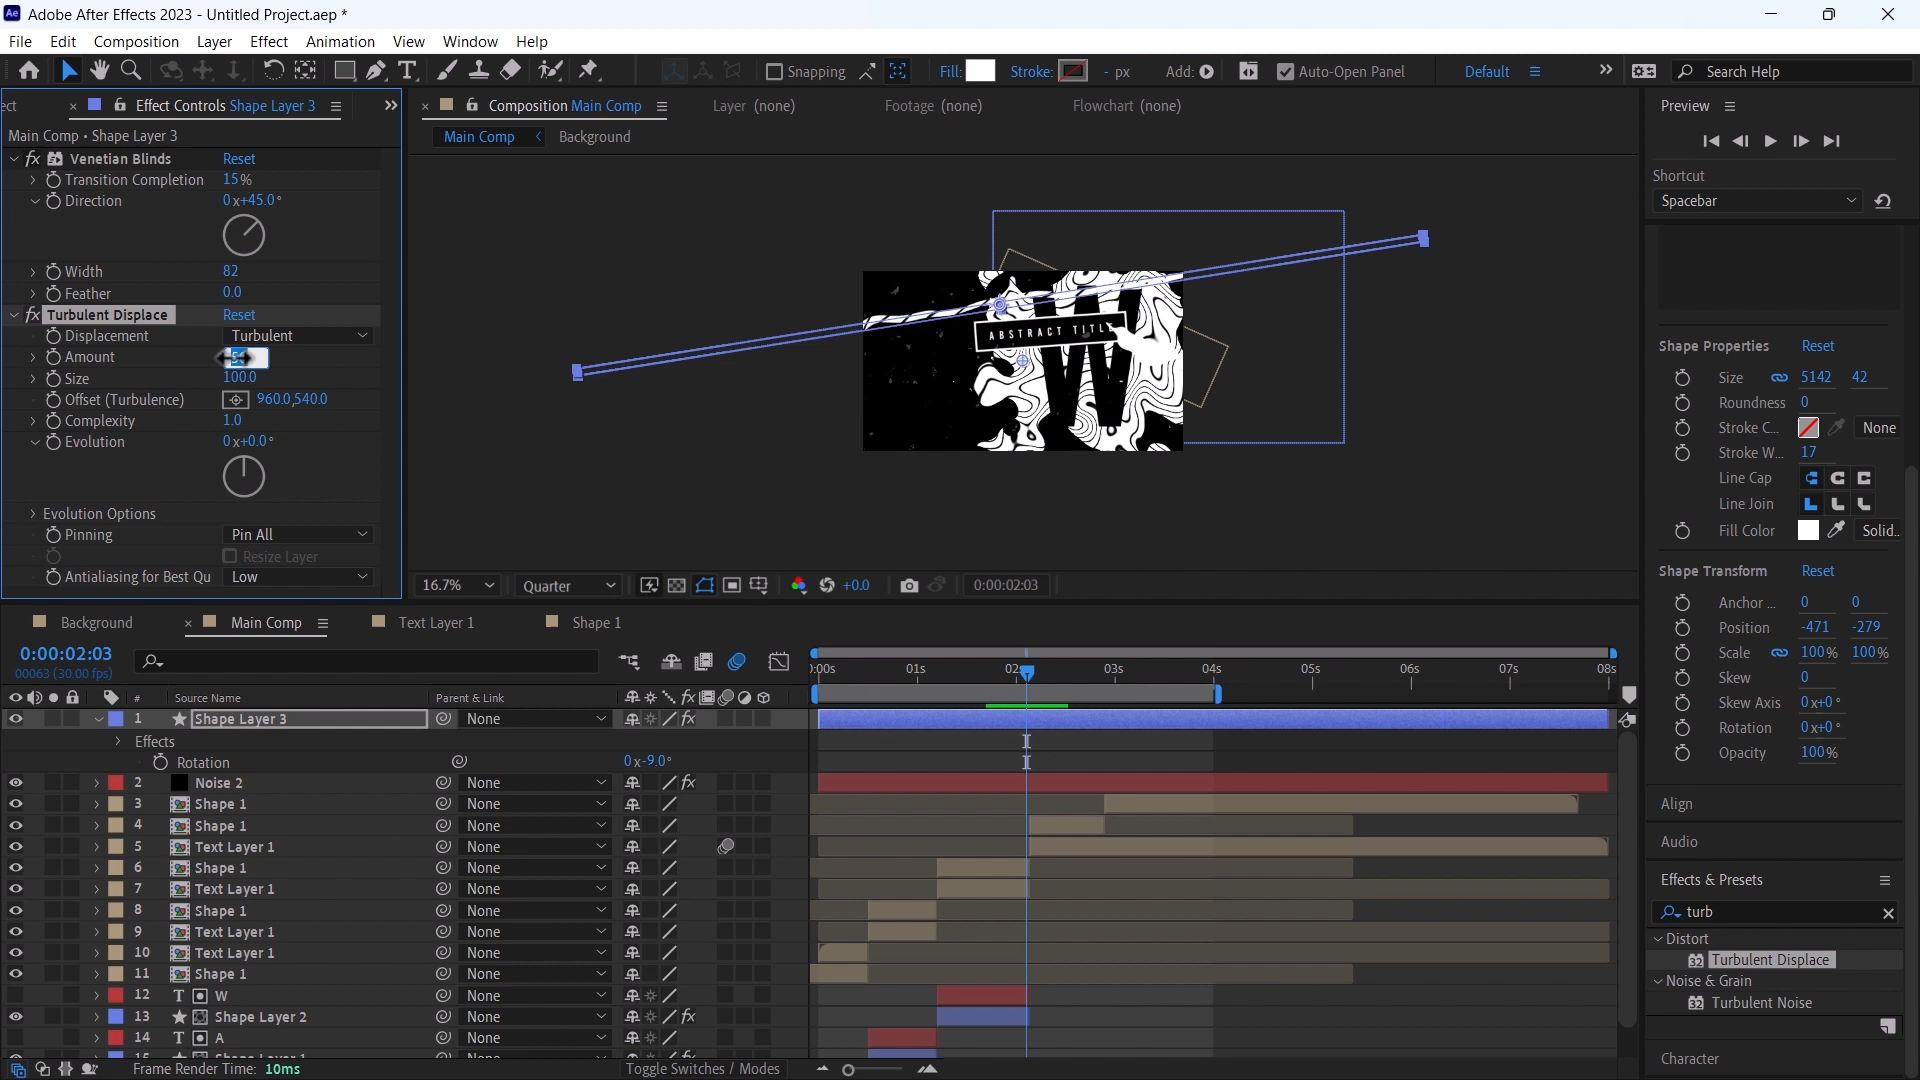 Adobe After Effects 2023 - Untitled Project.aep *
File Edit Composition Layer Effect Animation View Window Help
Snapping Fill: Stroke: - px Add: Auto-Open Panel Default Search Help
ect × Effect Controls Shape Layer 3
Main Comp • Shape Layer 3
Venetian Blinds Reset
Transition Completion 15%
Direction 0x+45.0°
Width 82
Feather 0.0
Turbulent Displace Reset
Displacement Turbulent
Amount
Size 100.0
Offset (Turbulence) 960.0,540.0
Complexity 1.0
Evolution 0x+0.0°
Evolution Options
Pinning Pin All
Resize Layer
Antialiasing for Best Qu Low
× Composition Main Comp Layer (none) Footage (none) Flowchart (none)
Main Comp < Background
ABSTRACT TITLE
W
16.7% Quarter +0.0 0:00:02:03
Preview
Shortcut
Spacebar
Shape Properties Reset
Size 5142 42
Roundness 0
Stroke C... None
Stroke W... 17
Line Cap
Line Join
Fill Color Solid..
Shape Transform Reset
Anchor ... 0 0
Position -471 -279
Scale 100% 100%
Skew 0
Skew Axis 0x+0°
Rotation 0x+0°
Opacity 100%
Align
Audio
Effects & Presets
turb
Distort
Turbulent Displace
Noise & Grain
Turbulent Noise
Character
Background × Main Comp Text Layer 1 Shape 1
0:00:02:03
00063 (30.00 fps)
:00s 01s 02 03s 04s 05s 06s 07s 08s
# Source Name Parent & Link
1 Shape Layer 3 None
Effects
Rotation 0x-9.0°
2 Noise 2 None
3 Shape 1 None
4 Shape 1 None
5 Text Layer 1 None
6 Shape 1 None
7 Text Layer 1 None
8 Shape 1 None
9 Text Layer 1 None
10 Text Layer 1 None
11 Shape 1 None
12 T W None
13 Shape Layer 2 None
14 T A None
15 Shape Layer 1 None
Frame Render Time: 10ms Toggle Switches / Modes